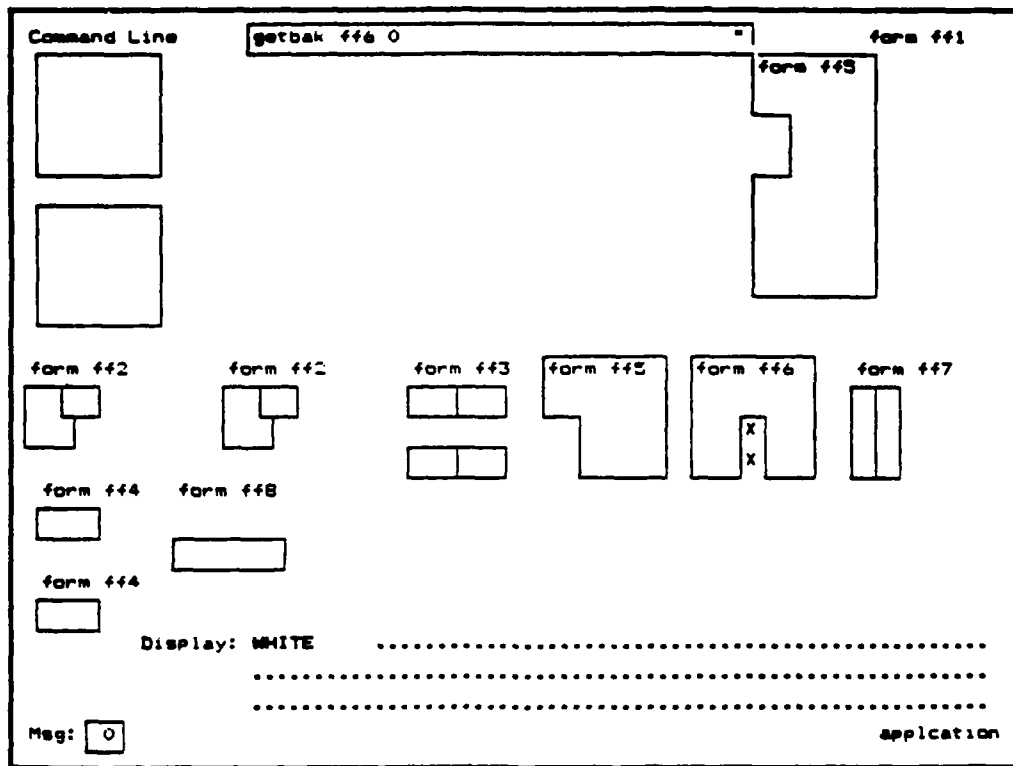 Command Line getbak ff6 0 " form ff1
form ff5
form ff2 form ff2 form ff3 form ff5 form ff6 form ff7
X
X
form ff4 form ff8
form ff4
Display: WHITE
Msg: 0 applcation